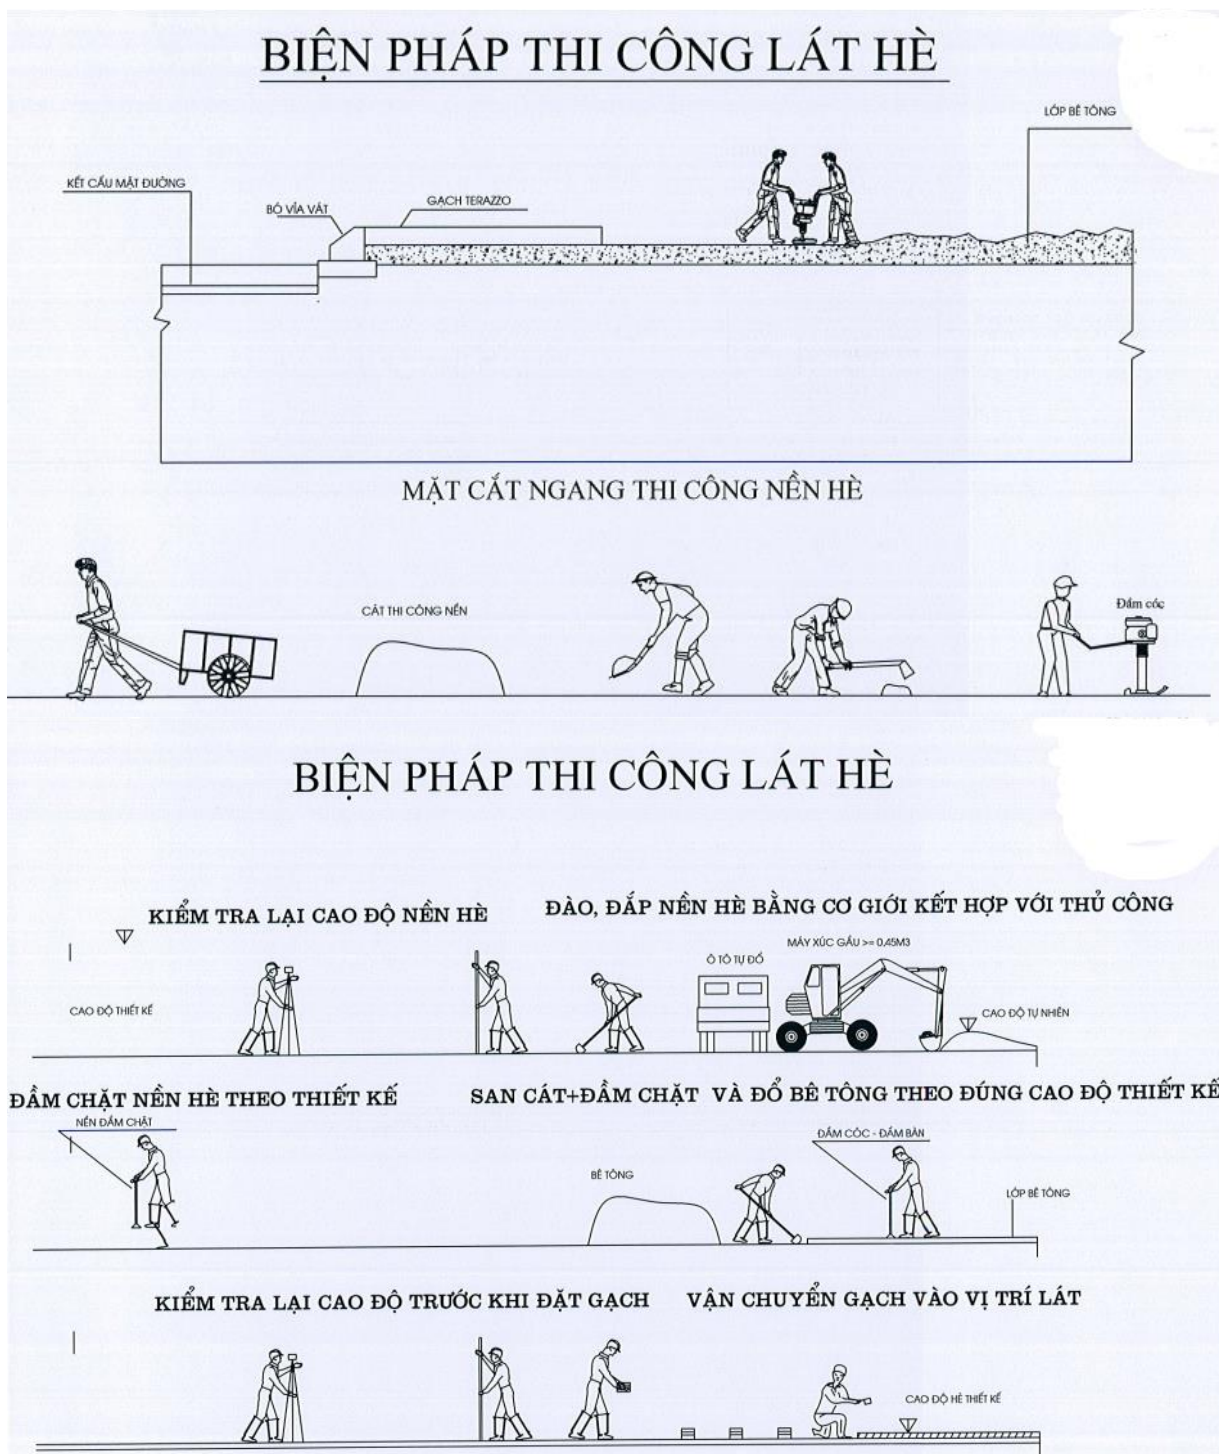 BIỆN PHÁP THI CÔNG LÁT HÈ
LỚP BÊ TÔNG
KẾT CẤU MẶT ĐƯỜNG
BÓ VỈA VÁT
GẠCH TERAZZO
MẶT CẮT NGANG THI CÔNG NỀN HÈ
CÁT THI CÔNG NỀN
Đầm cóc
BIỆN PHÁP THI CÔNG LÁT HÈ
KIỂM TRA LẠI CAO ĐỘ NỀN HÈ
ĐÀO, ĐẮP NỀN HÈ BẰNG CƠ GIỚI KẾT HỢP VỚI THỦ CÔNG
MÁY XÚC GẦU >= 0,45M3
Ô TÔ TỰ ĐỔ
CAO ĐỘ THIẾT KẾ
CAO ĐỘ TỰ NHIÊN
ĐẦM CHẶT NỀN HÈ THEO THIẾT KẾ
SAN CÁT+ĐẦM CHẶT VÀ ĐỔ BÊ TÔNG THEO ĐÚNG CAO ĐỘ THIẾT KẾ
NỀN ĐẦM CHẶT
ĐẦM CÓC - ĐẦM BÀN
BÊ TÔNG
LỚP BÊ TÔNG
KIỂM TRA LẠI CAO ĐỘ TRƯỚC KHI ĐẶT GẠCH
VẬN CHUYỂN GẠCH VÀO VỊ TRÍ LÁT
CAO ĐỘ HÈ THIẾT KẾ